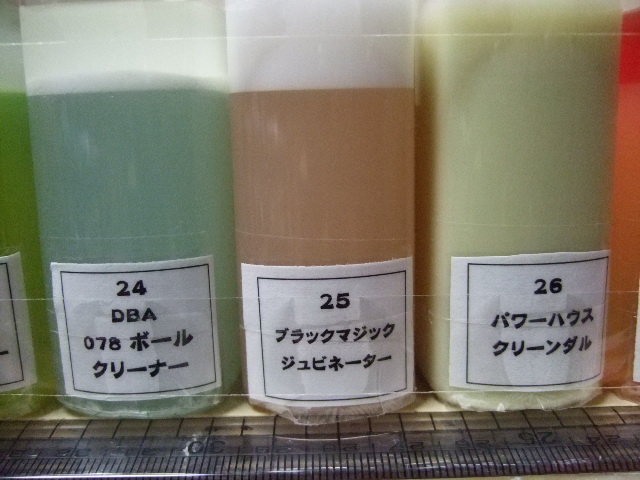 24
DBA
078 ボール
クリーナー
25
ブラックマジック
ジュビネーター
26
パワーハウス
クリーンダル
30